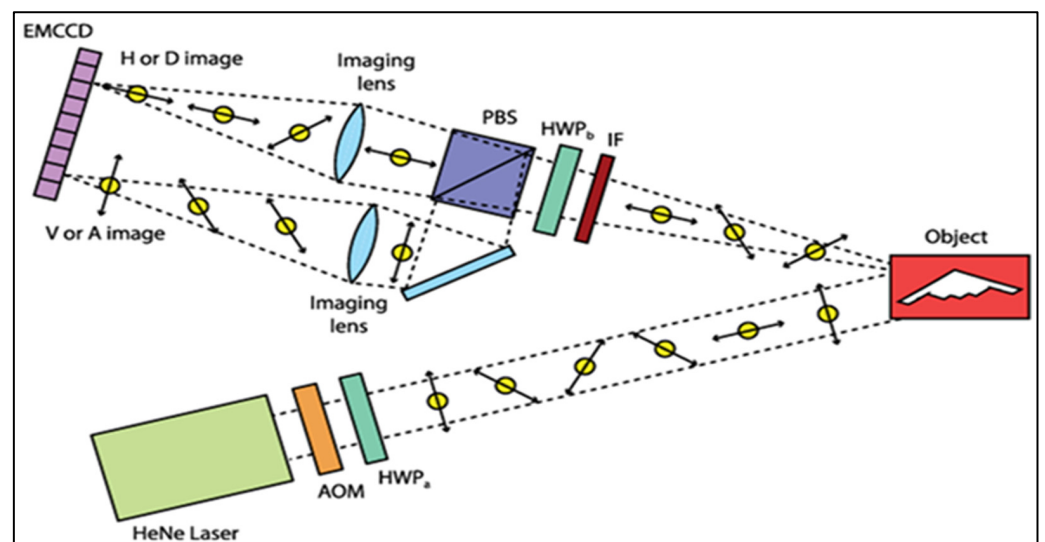 EMCCD
H or D image
Imaging
lens
PBS
HWPb
IF
V or A image
Object
Imaging
lens
AOM
HWPa
HeNe Laser